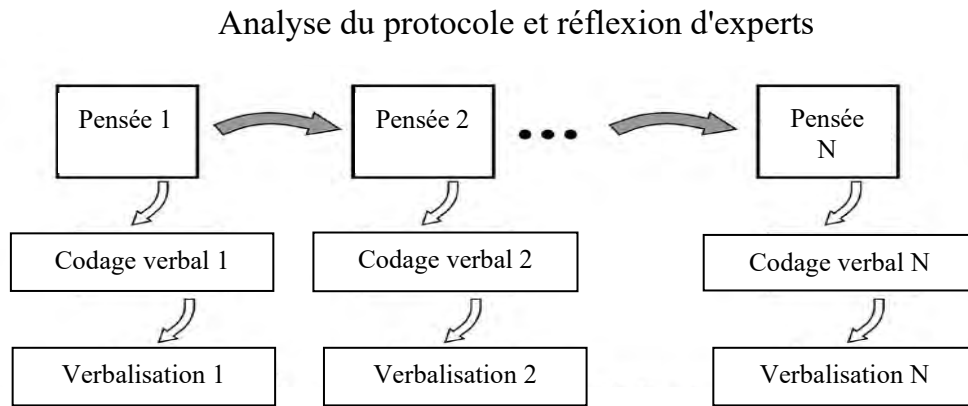 Analyse du protocole et réflexion d'experts
Pensée 1
Pensée 2
Pensée
N
Codage verbal 1
Codage verbal 2
Codage verbal N
Verbalisation 1
Verbalisation 2
Verbalisation N